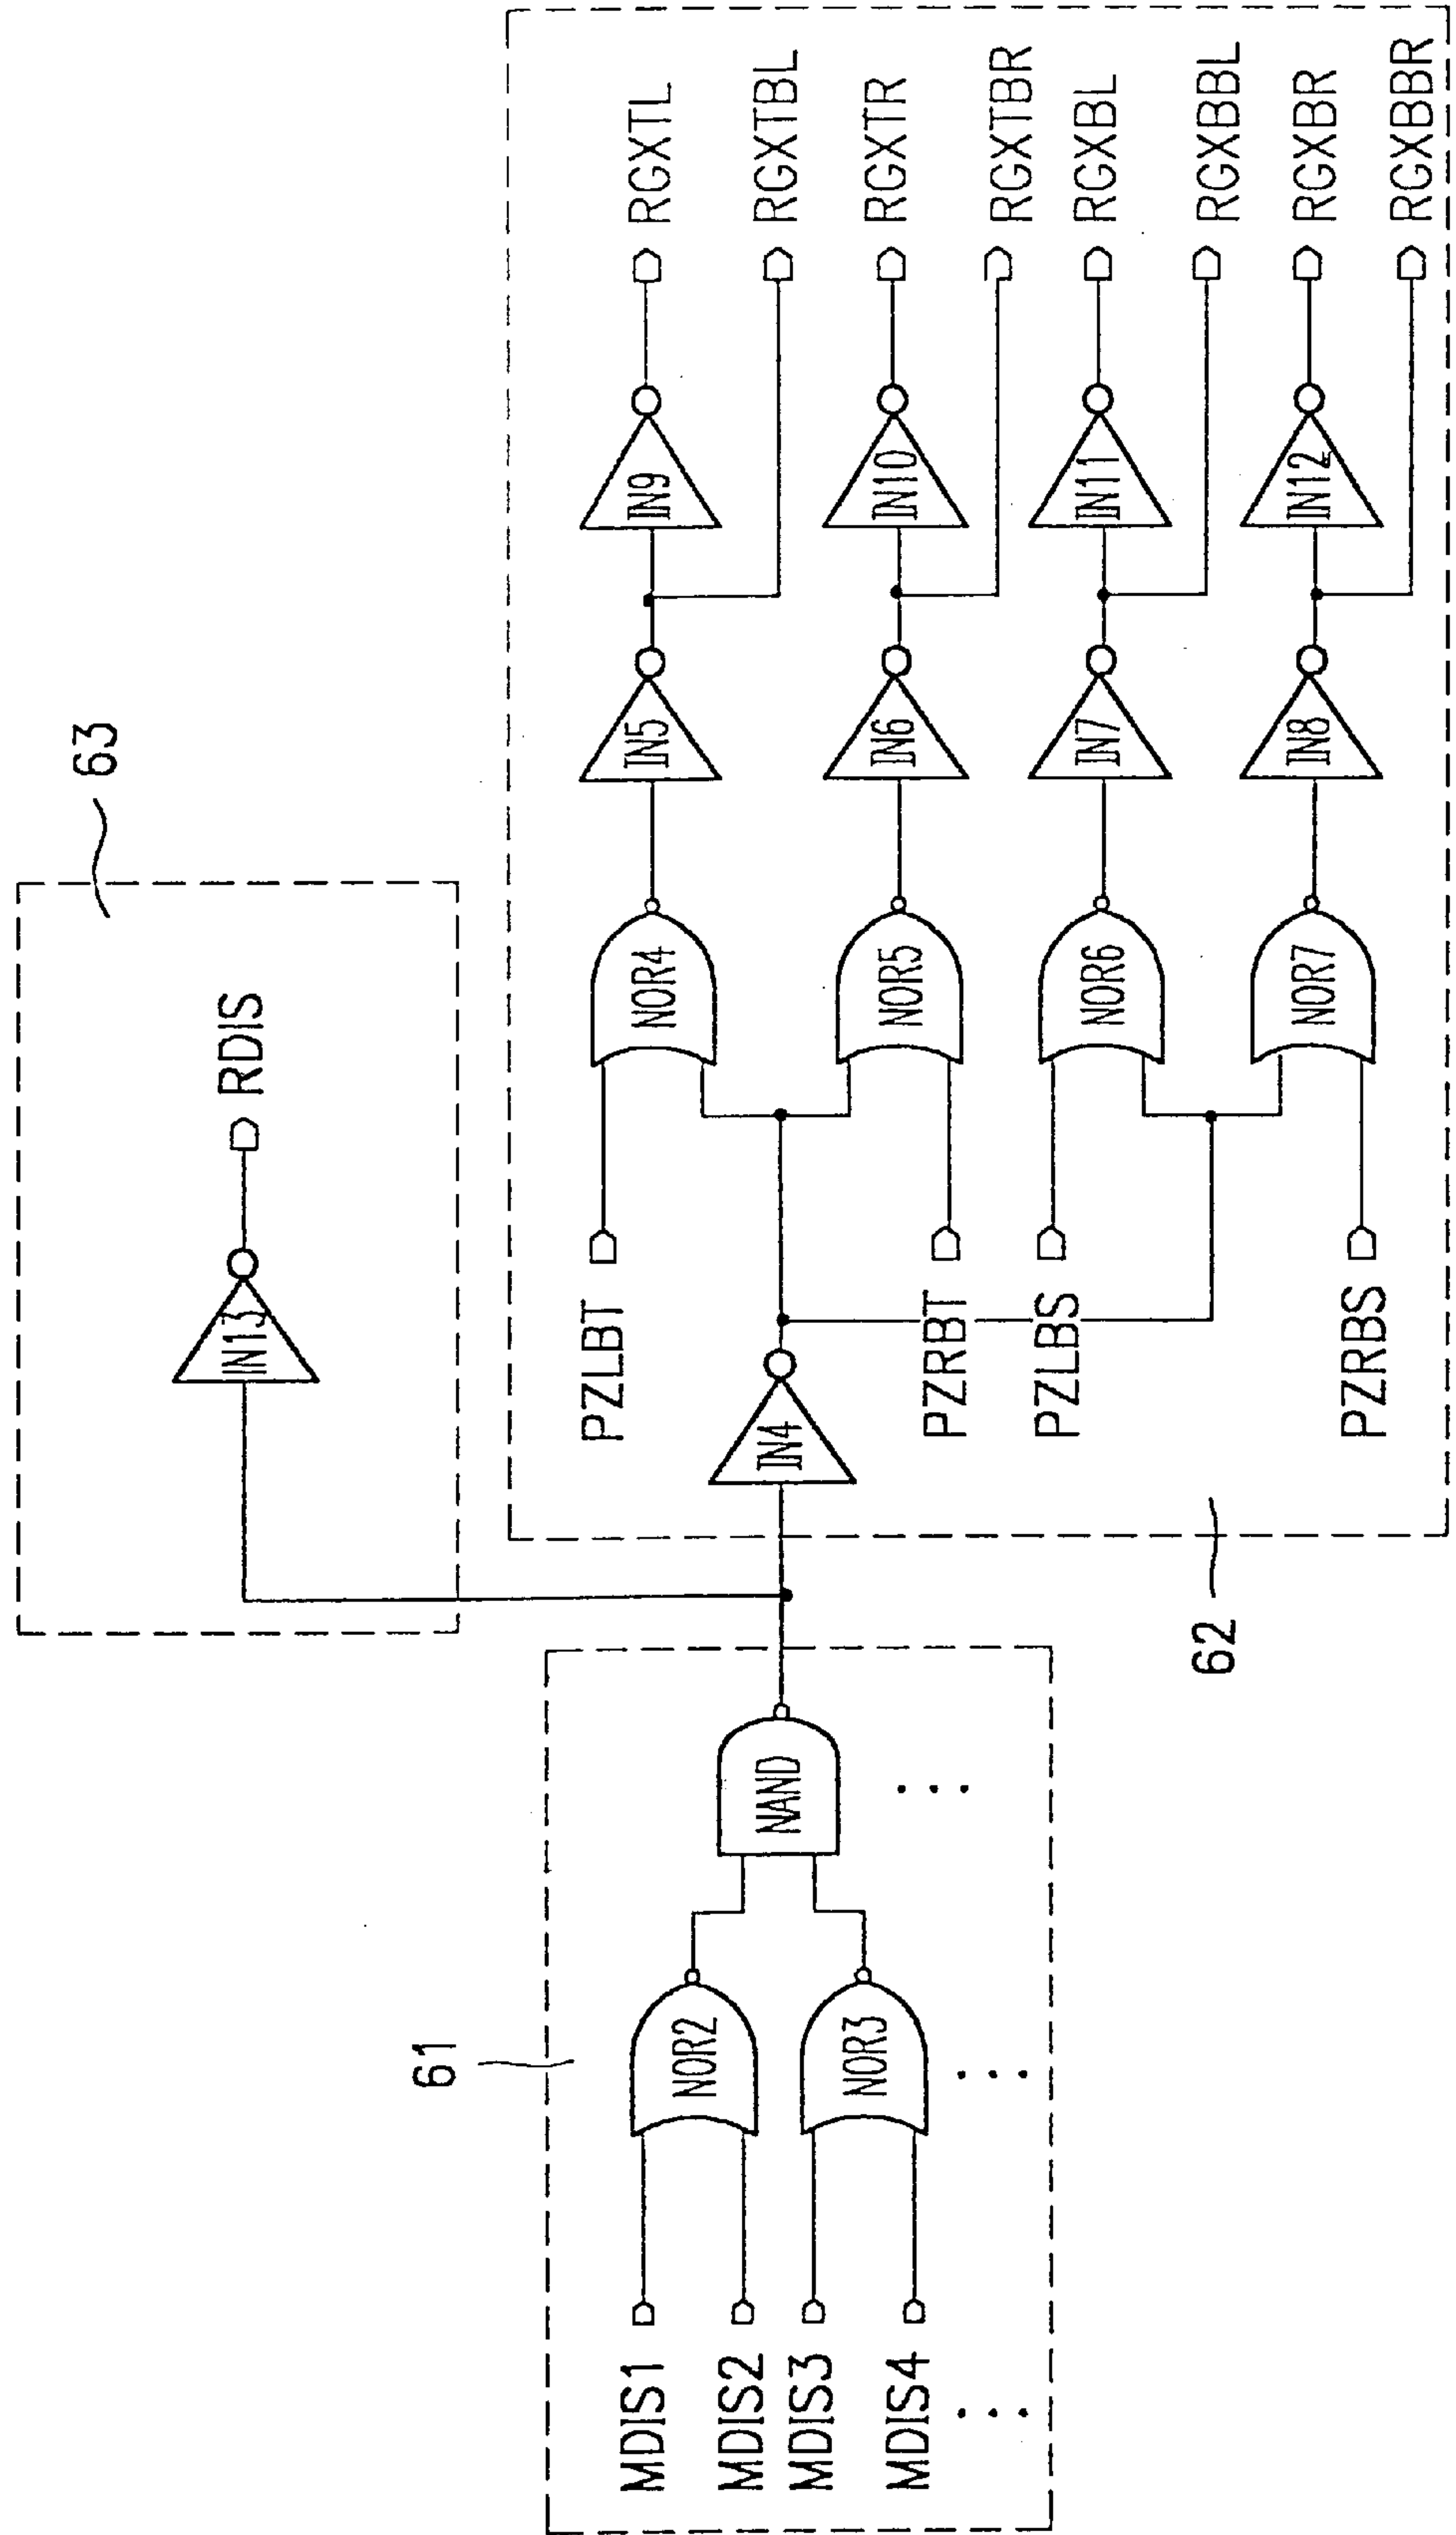 63
IN13
RDIS
61
MDIS1
MDIS2
MDIS3
MDIS4
...
NOR2
NOR3
...
NAND
...
62
IN4
PZLBT
PZRBT
PZLBS
PZRBS
NOR4
NOR5
NOR6
NOR7
IN5
IN6
IN7
IN8
IN9
IN10
IN11
IN12
RGXTL
RGXTBL
RGXTR
RGXTBR
RGXBL
RGXBBL
RGXBR
RGXBBR